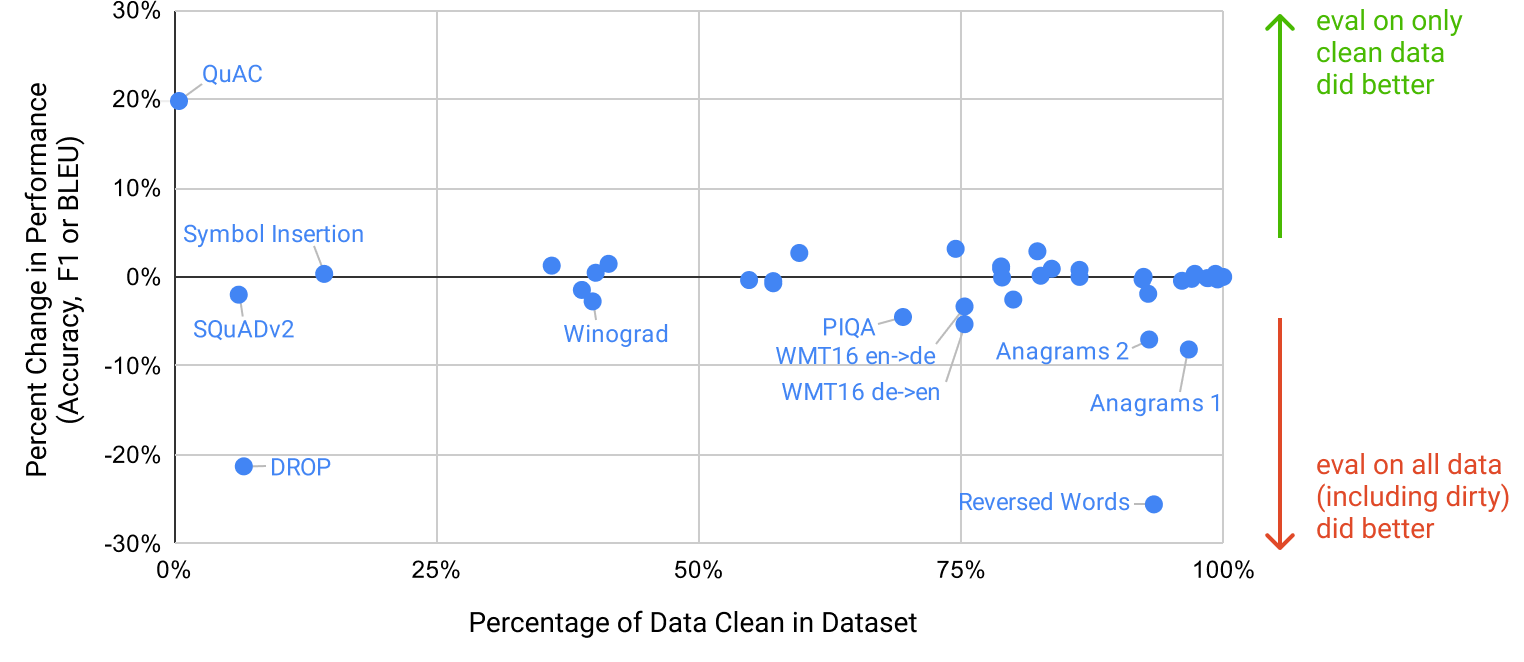 30%
20%
10%
0%
-10%
-20%
-30%
Percent Change in Performance
(Accuracy, F1 or BLEU)
QuAC
Symbol Insertion
SQuADv2
DROP
Winograd
PIQA
WMT16 en->de
WMT16 de->en
Anagrams 2
Anagrams 1
Reversed Words
0%
25%
50%
75%
100%
Percentage of Data Clean in Dataset
eval on only
clean data
did better
eval on all data
(including dirty)
did better